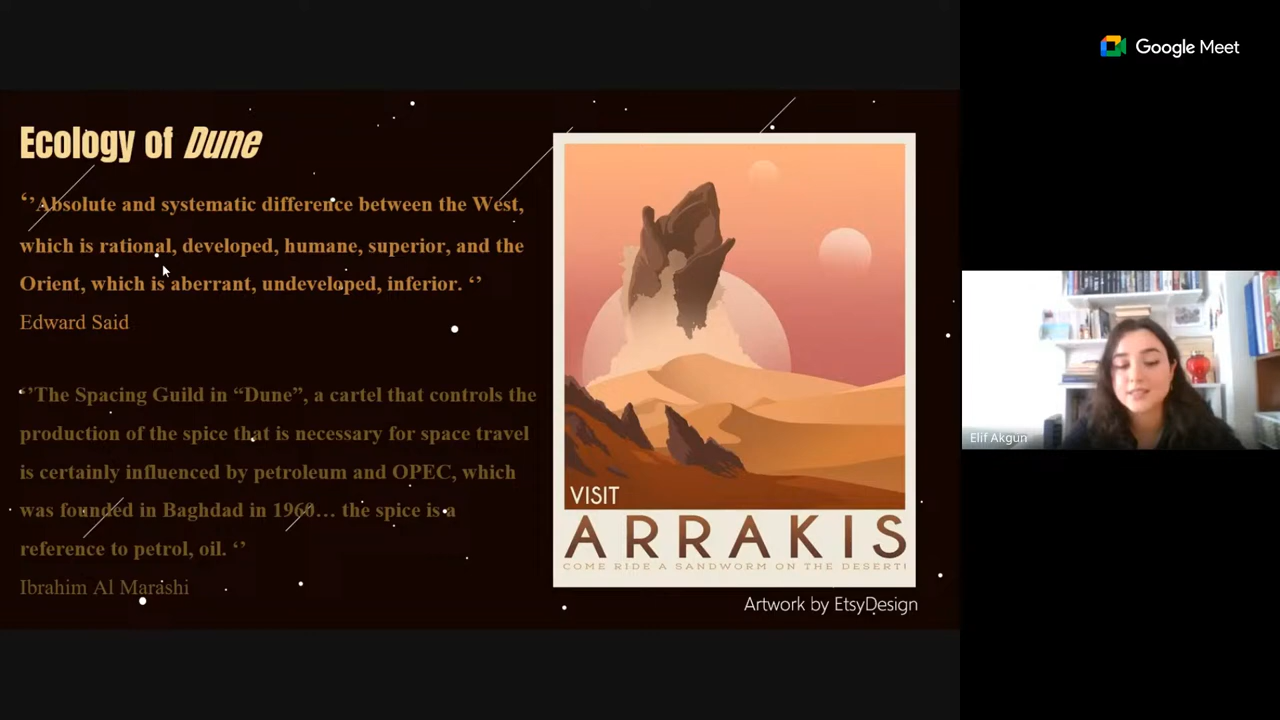 Google Meet
Ecology of Dune
‘’Absolute and systematic difference between the West,
which is rational, developed, humane, superior, and the
Orient, which is aberrant, undeveloped, inferior. ‘’
Edward Said
‘’The Spacing Guild in “Dune”, a cartel that controls the
production of the spice that is necessary for space travel
is certainly influenced by petroleum and OPEC, which
was founded in Baghdad in 1960… the spice is a
reference to petrol, oil. ‘’
Ibrahim Al Marashi
VISIT
ARRAKIS
COME RIDE A SANDWORM ON THE DESERT!
Artwork by EtsyDesign
Elif Akgun